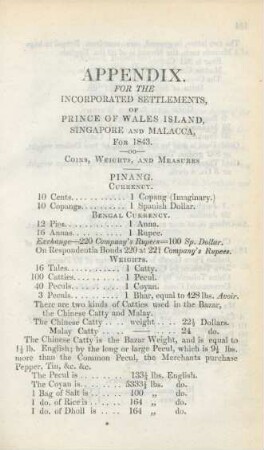 APPENDIX.
FOR THE
INCORPORATED SETTLEMENTS,
OF
PRINCE OF WALES ISLAND,
SINGAPORE AND MALACCA,
FOR 1843.
COINS, WEIGHTS, AND MEASURES
PINANG.
CURRENCY.
10 Cents.......... 1 Copang (Imaginary.)
10 Copangs......... 1 Spanish Dollar.
BENGAL CURRENCY.
12 Pies........... 1 Anna.
16 Annas.......... 1 Rupee.
Exchange—220 Company's Rupees=100 Sp. Dollar.
On Respondentia Bonds 220 at 221 Company's Rupees.
WEIGHTS.
16 Tales.......... 1 Catty.
100 Catties......... 1 Pecul.
40 Peculs......... 1 Coyan.
3 Peculs......... 1 Bhar, equal to 428 lbs. Avoir.
There are two kinds of Catties used in the Bazar,
the Chinese Catty and Malay.
The Chinese Catty .. weight .... 22½ Dollars.
Malay Catty .. .... 24 do.
The Chinese Catty is the Bazar Weight, and is equal to
1⅓ lb. English; by the long or large Pecul, which is 9½ lbs.
more than the Common Pecul, the Merchants purchase
Pepper, Tin, &c. &c.
The Pecul is........ 133⅓ lbs. English.
The Coyan is........ 5333⅓ lbs. do.
1 Bag of Salt is ...... 100 „ do.
1 do. of Rice is ...... 164 „ do.
1 do. of Dholl is ...... 164 „ do.